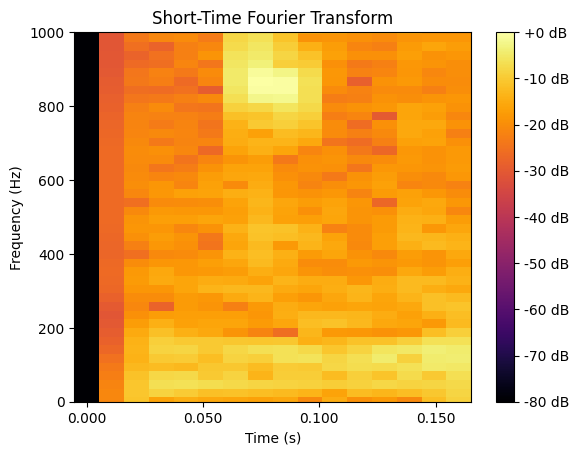 Short-Time Fourier Transform
1000
800
600
400
200
0
Frequency (Hz)
0.000
0.050
0.100
0.150
Time (s)
+0 dB
-10 dB
-20 dB
-30 dB
-40 dB
-50 dB
-60 dB
-70 dB
-80 dB